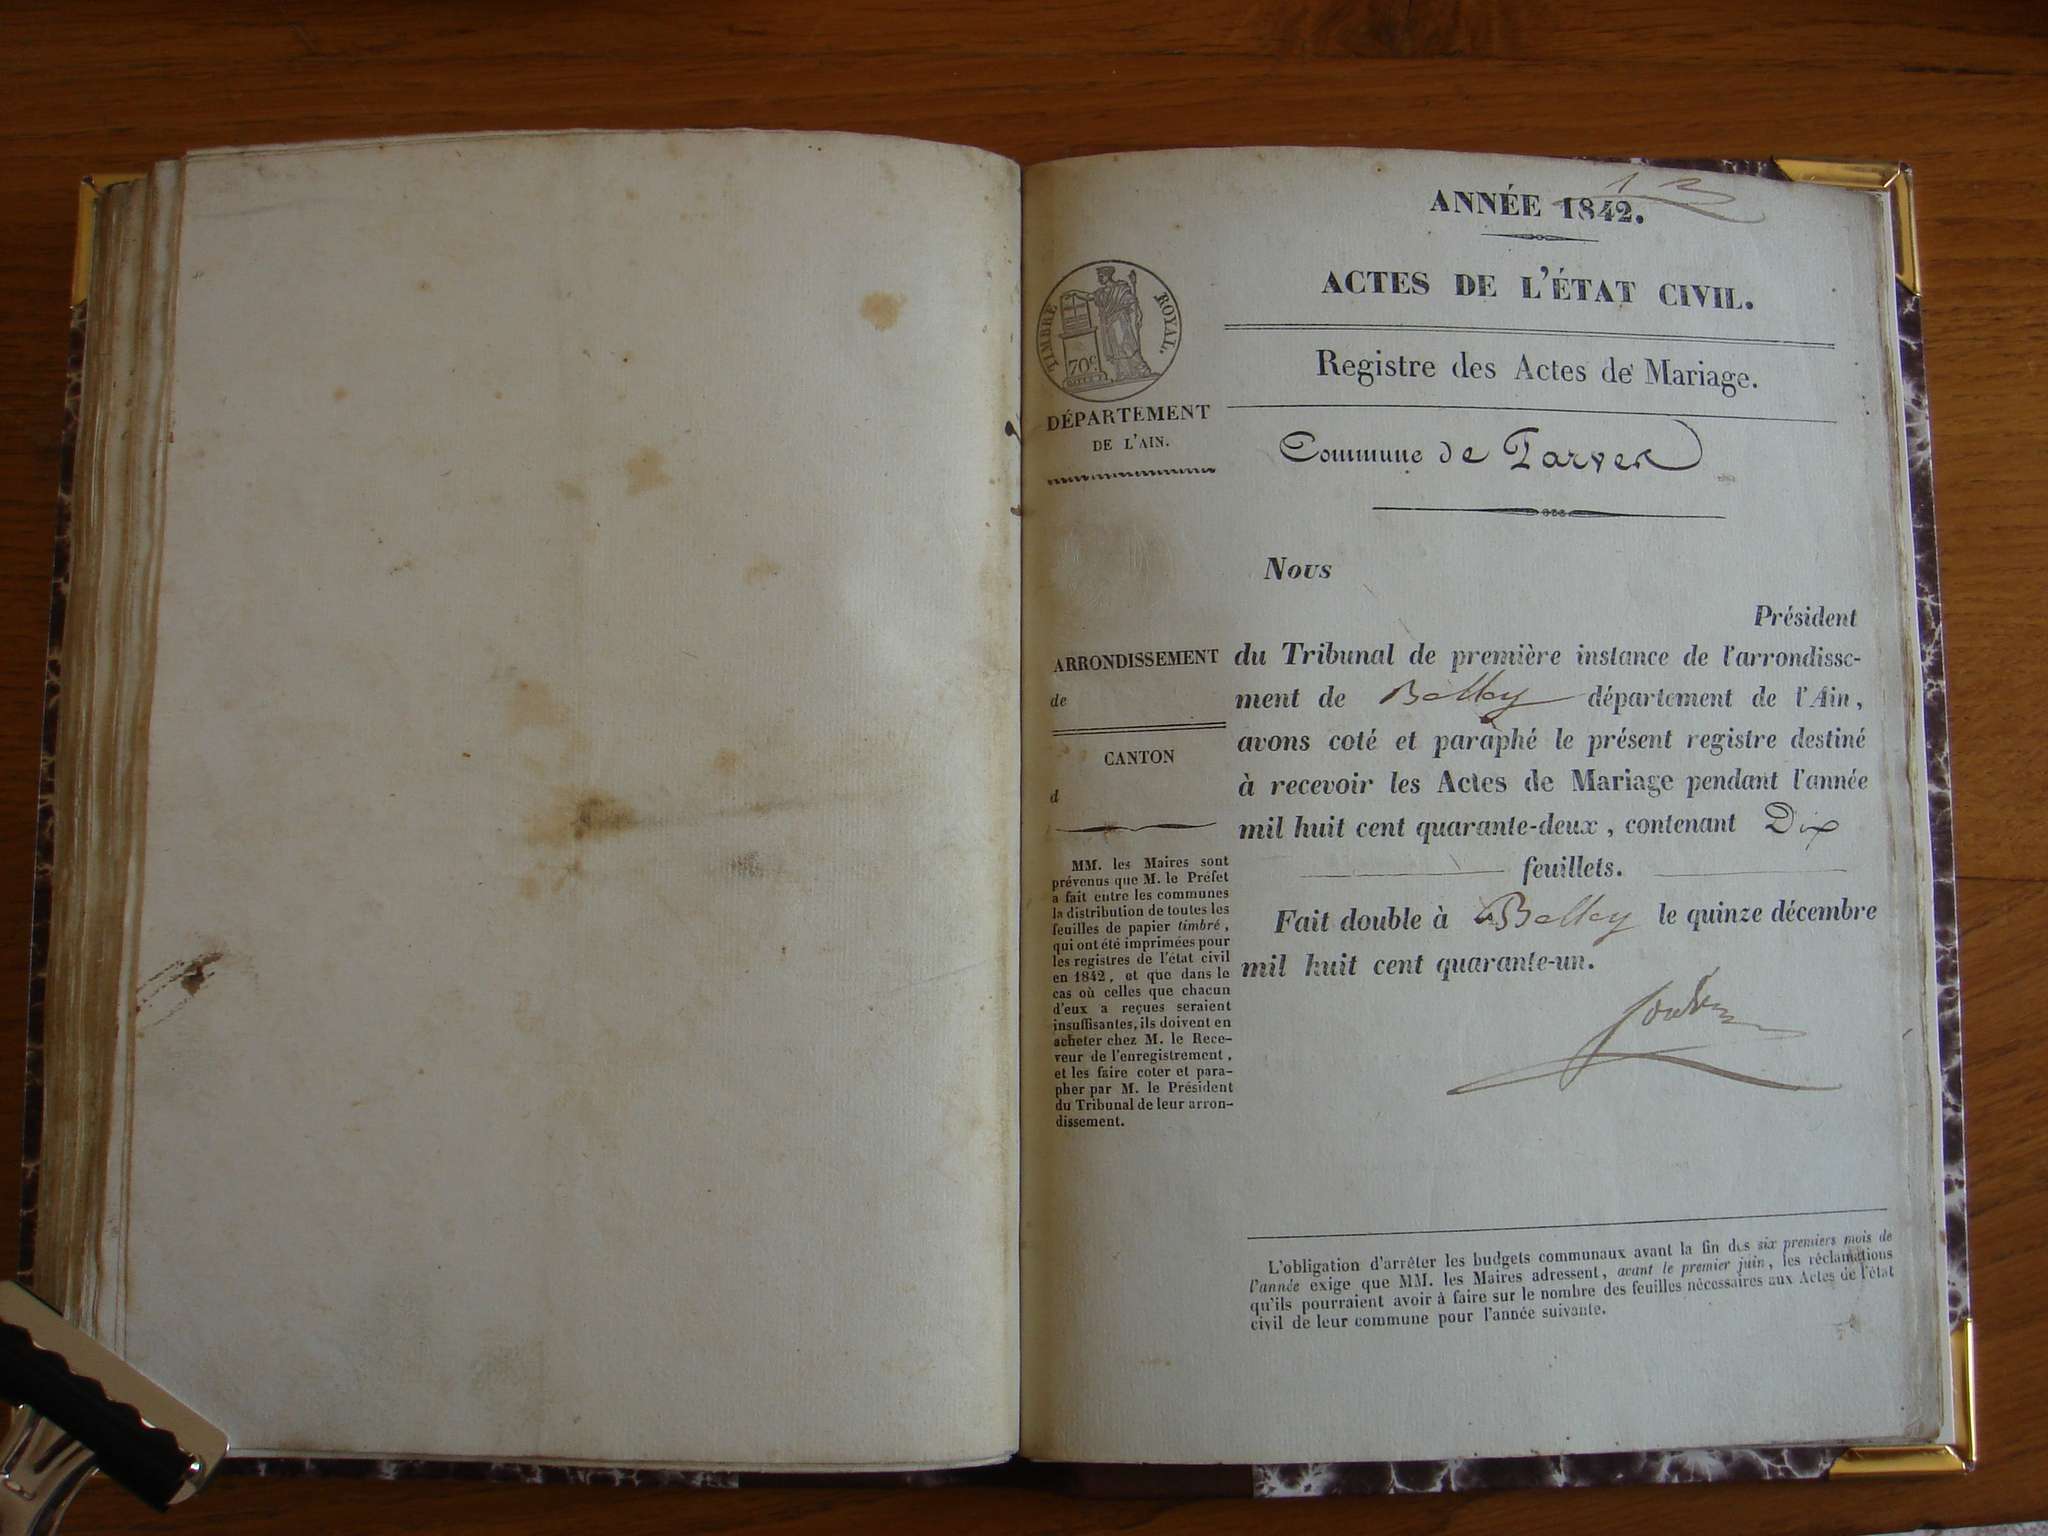 ANNÉE 1842.
ACTES DE L'ÉTAT CIVIL.
Registre des Actes de Mariage.
Commune de Parves
TIMBRE ROYAL.
70c
DÉPARTEMENT
DE L'AIN.
Nous
Président
du Tribunal de première instance de l'arrondisse-
ment de Belley département de l'Ain,
avons coté et paraphé le présent registre destiné
à recevoir les Actes de Mariage pendant l'année
mil huit cent quarante-deux, contenant Dix
feuillets.
Fait double à Belley le quinze décembre
mil huit cent quarante-un.
ARRONDISSEMENT
de
CANTON
d
MM. les Maires sont
prévenus que M. le Préfet
a fait entre les communes
la distribution de toutes les
feuilles de papier timbré,
qui ont été imprimées pour
les registres de l'état civil
en 1842, et que dans le
cas où celles que chacun
d'eux a reçues seraient
insuffisantes, ils doivent en
acheter chez M. le Rece-
veur de l'enregistrement,
et les faire coter et para-
pher par M. le Président
du Tribunal de leur arron-
dissement.
L'obligation d'arrêter les budgets communaux avant la fin des six premiers mois de
l'année exige que MM. les Maires adressent, avant le premier juin, les réclamations
qu'ils pourraient avoir à faire sur le nombre des feuilles nécessaires aux Actes de l'état
civil de leur commune pour l'année suivante.